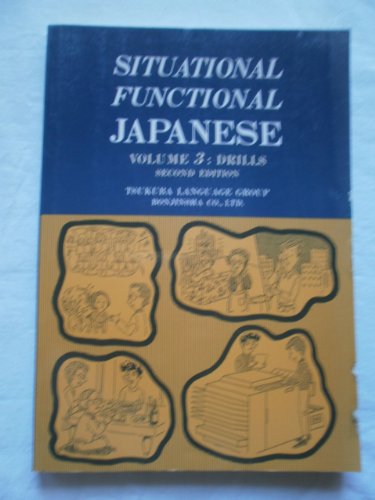 SITUATIONAL
FUNCTIONAL
JAPANESE
VOLUME 3: DRILLS
SECOND EDITION
TSUKUBA LANGUAGE GROUP
BONJINSHA CO., LTD.